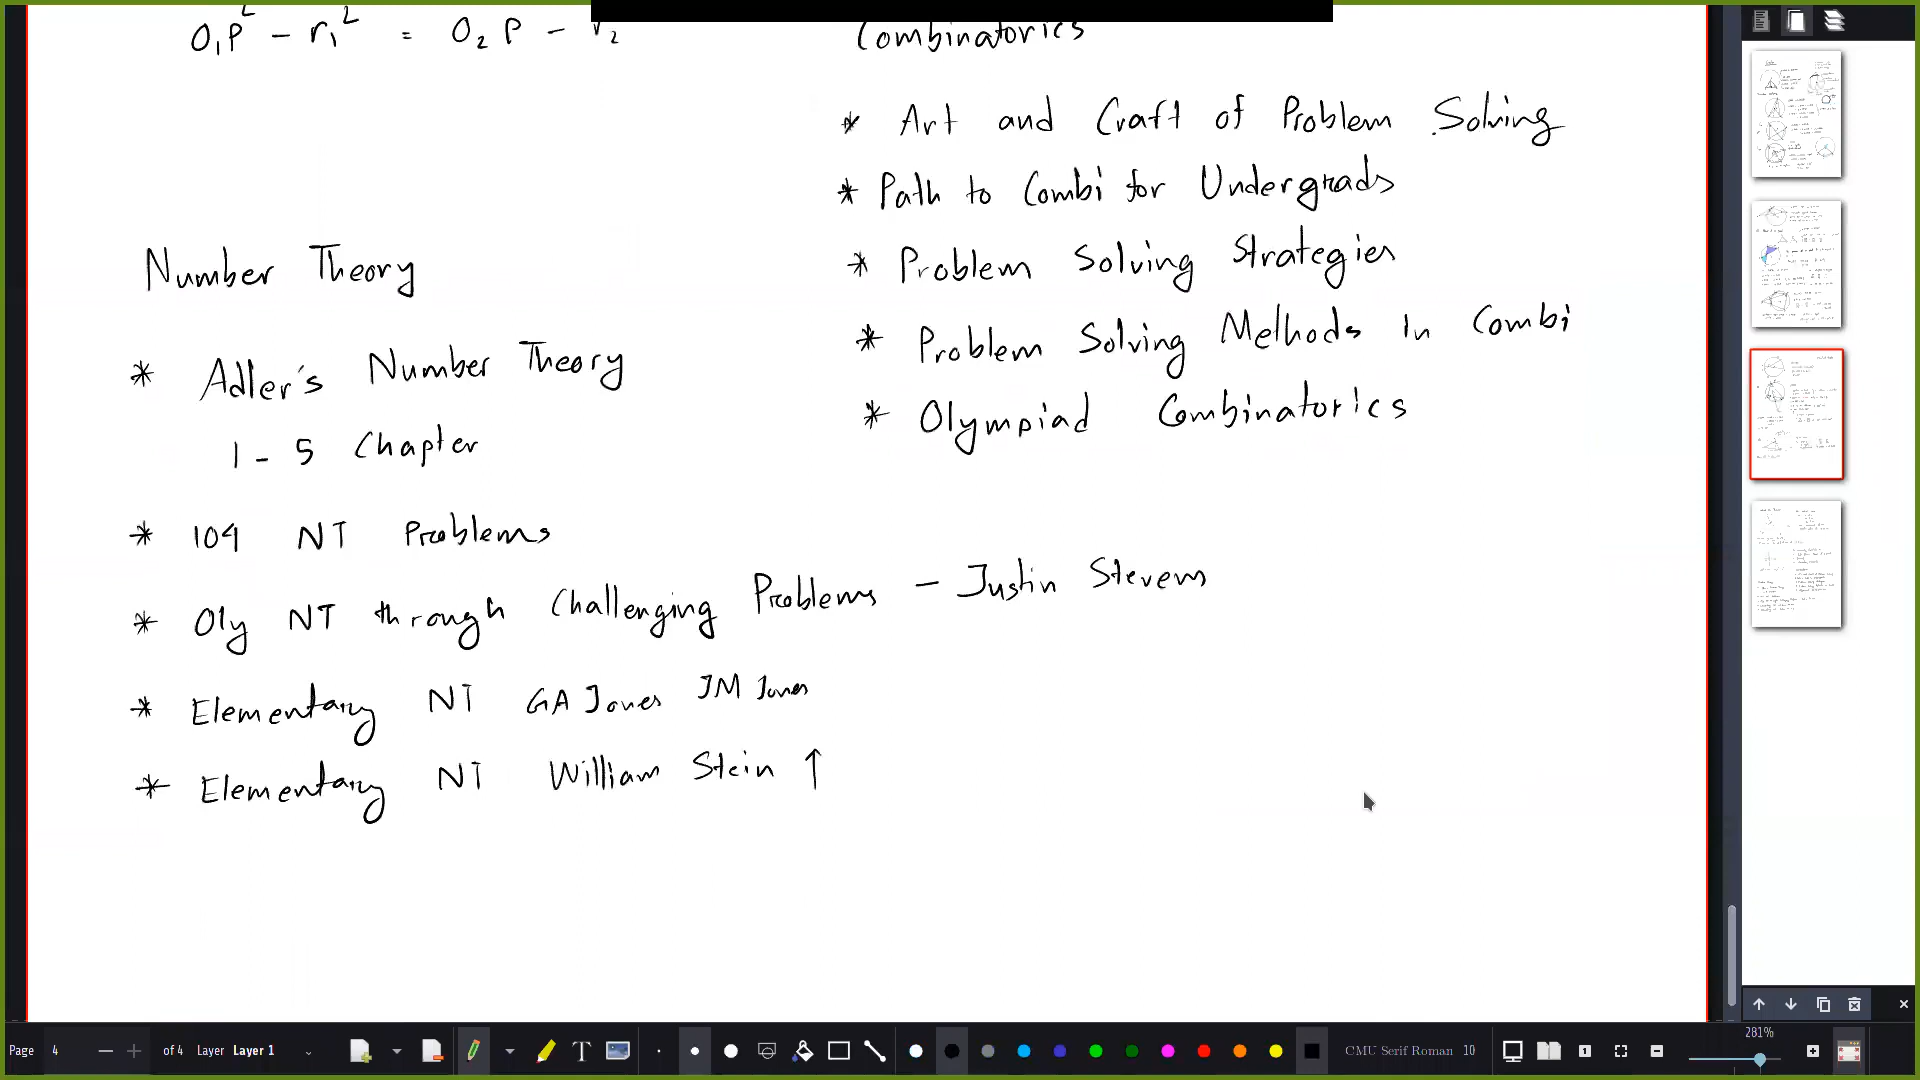 O₁P² - r₁² = O₂P - r₂
Combinatorics
* Art and Craft of Problem Solving
* Path to Combi for Undergrads
* Problem Solving Strategies
* Problem Solving Methods In Combi
* Olympiad Combinatorics
Number Theory
* Adler's Number Theory
1 - 5 Chapter
* 104 NT Problems
* Oly NT through Challenging Problems - Justin Stevens
* Elementary NT GA Jones JM Jones
* Elementary NT William Stein ↑
281%
Page 4 of 4 Layer Layer 1 CMU Serif Roman 10